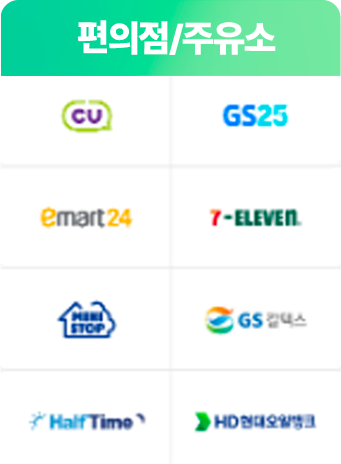 편의점/주유소
CU
GS25
emart24
7-ELEVEn
MINI
STOP
GS 칼텍스
HalfTime
HD현대오일뱅크